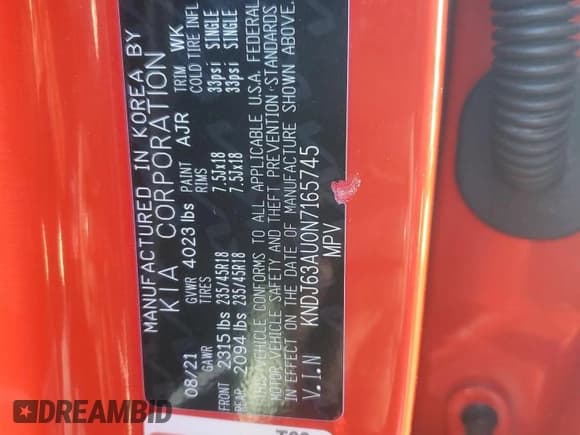 MANUFACTURED IN KOREA BY
KIA CORPORATION
08/21 GVWR 4023 lbs PAINT AJR TRIM WK
GAWR TIRES RIMS COLD TIRE INFL
FRONT 2315 lbs 235/45R18 7.5Jx18 33psi SINGLE
REAR 2094 lbs 235/45R18 7.5Jx18 33psi SINGLE
THIS VEHICLE CONFORMS TO ALL APPLICABLE U.S.A. FEDERAL
MOTOR VEHICLE SAFETY AND THEFT PREVENTION STANDARDS
IN EFFECT ON THE DATE OF MANUFACTURE SHOWN ABOVE.
V.I.N KNDJ63AU0N7165745
MPV
DREAMBID